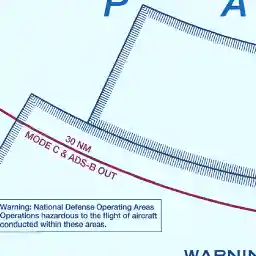 P A
30 NM
MODE C & ADS-B OUT
Warning: National Defense Operating Areas
Operations hazardous to the flight of aircraft
conducted within these areas.
WARNIN